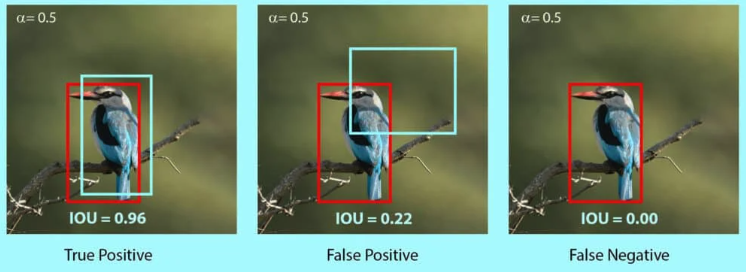 α= 0.5
α= 0.5
α= 0.5
IOU = 0.96
IOU = 0.22
IOU = 0.00
True Positive
False Positive
False Negative